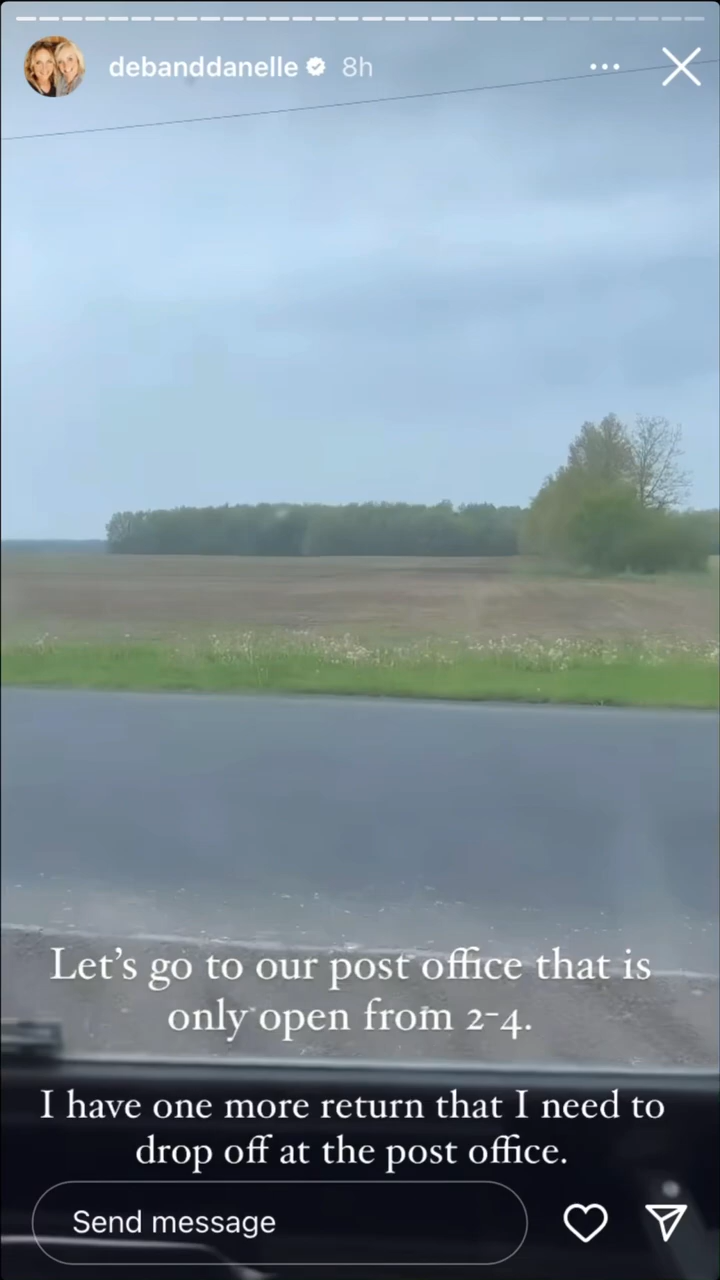 debanddanelle 8h
Let's go to our post office that is
only open from 2-4.
I have one more return that I need to
drop off at the post office.
Send message